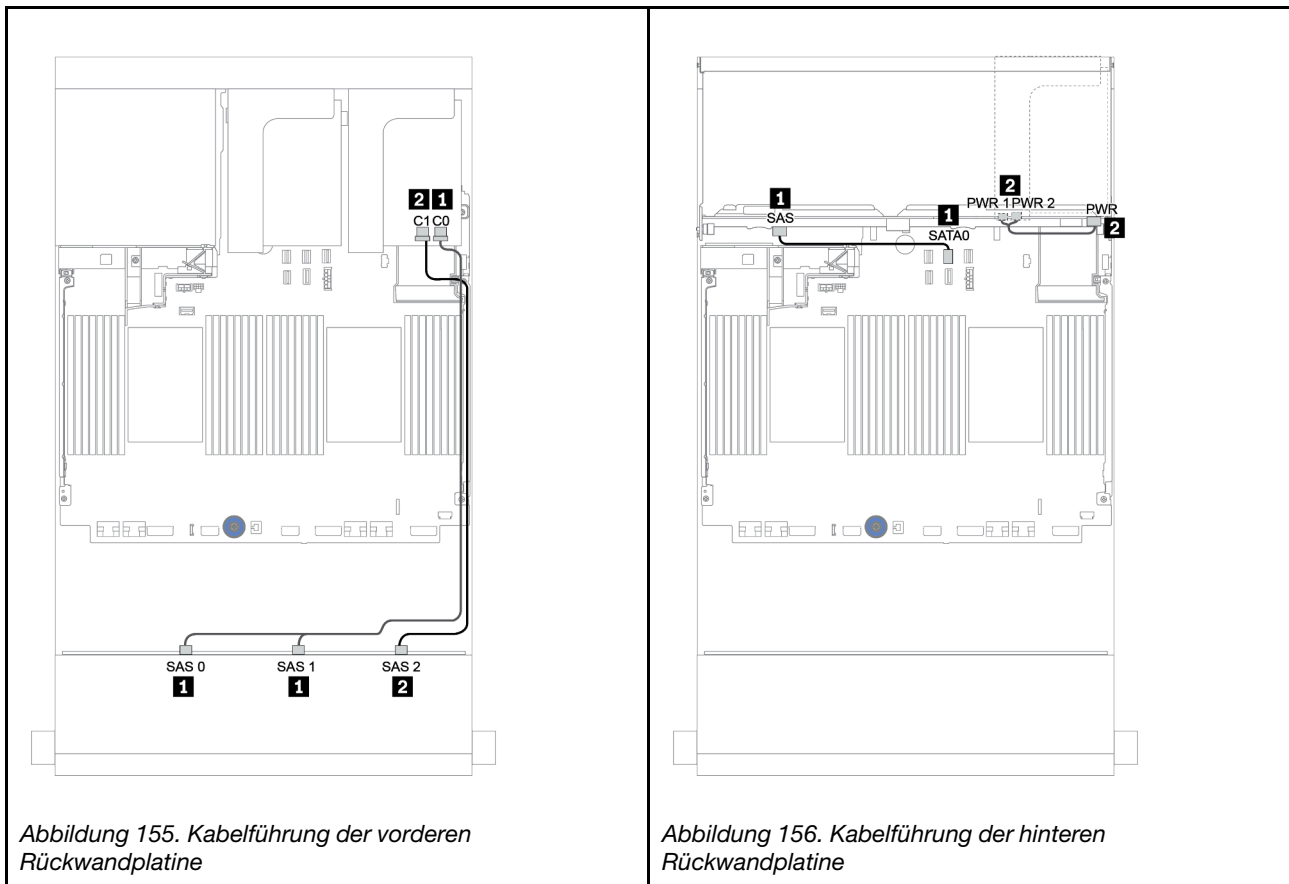 2 1
C1 C0
SAS 0
SAS 1
SAS 2
1
1
2
Abbildung 155. Kabelführung der vorderen
Rückwandplatine
1
SAS
1
SATA0
2
PWR 1 PWR 2
PWR
2
Abbildung 156. Kabelführung der hinteren
Rückwandplatine